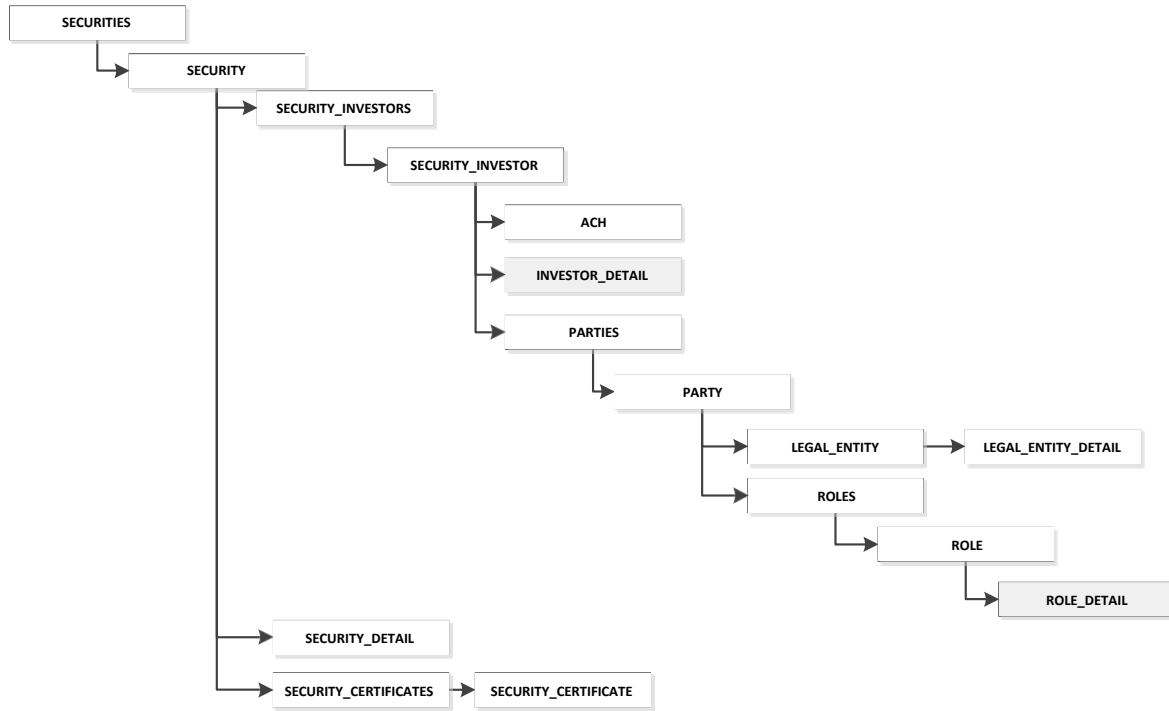 SECURITIES
SECURITY
SECURITY_INVESTORS
SECURITY_INVESTOR
ACH
INVESTOR_DETAIL
PARTIES
PARTY
LEGAL_ENTITY
LEGAL_ENTITY_DETAIL
ROLES
ROLE
ROLE_DETAIL
SECURITY_DETAIL
SECURITY_CERTIFICATES
SECURITY_CERTIFICATE